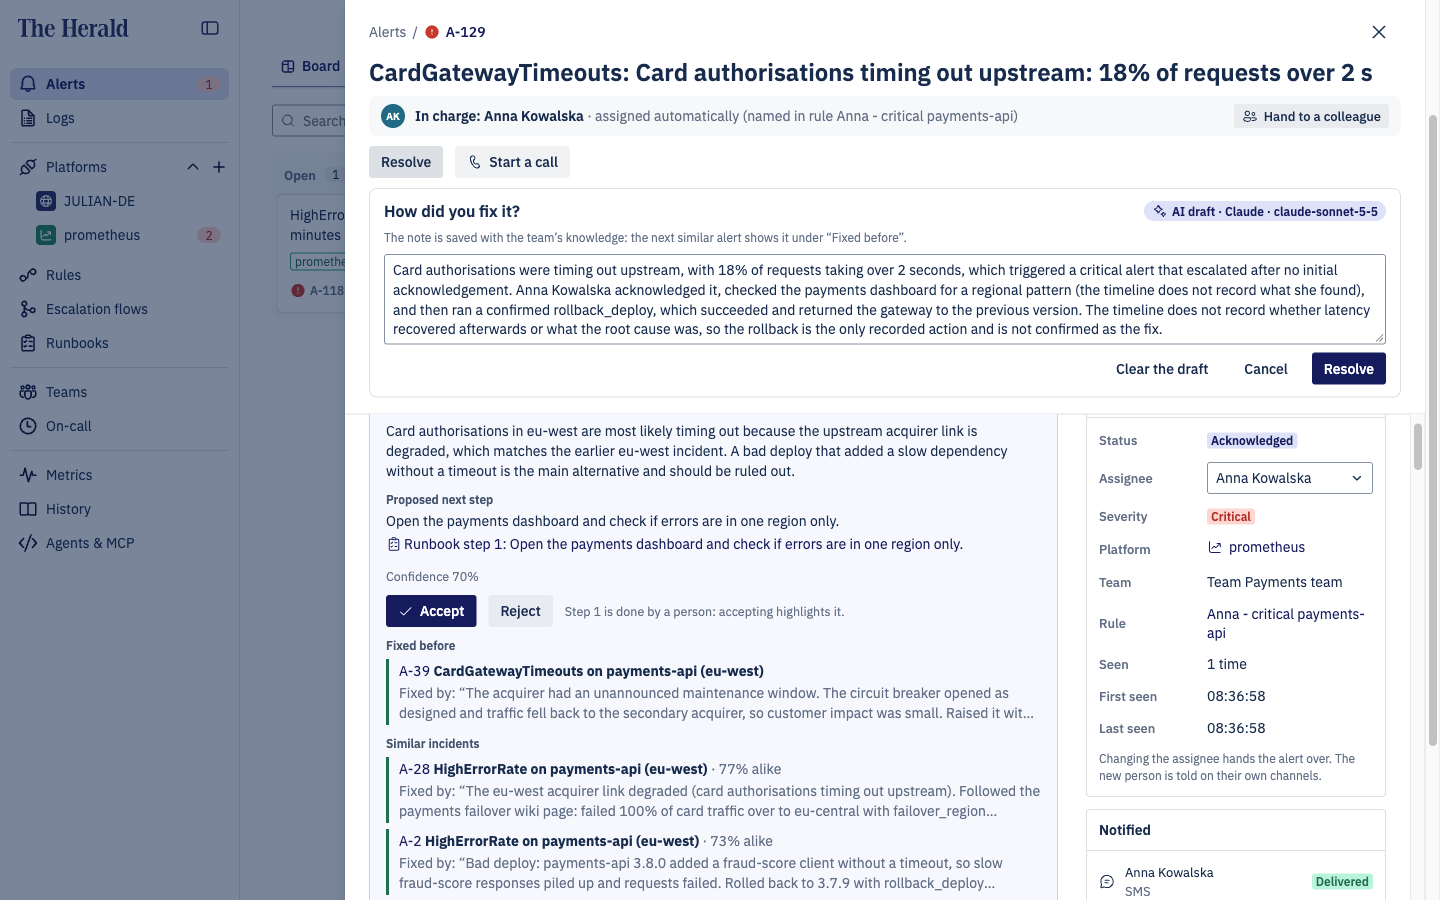 The Herald
Alerts 1
Logs
Platforms
JULIAN-DE
prometheus 2
Rules
Escalation flows
Runbooks
Teams
On-call
Metrics
History
Agents & MCP
Board
Search
Open 1
HighErro
minutes
promethe
A-118
Alerts / A-129
CardGatewayTimeouts: Card authorisations timing out upstream: 18% of requests over 2 s
AK In charge: Anna Kowalska · assigned automatically (named in rule Anna - critical payments-api)
Hand to a colleague
Resolve
Start a call
How did you fix it?
AI draft · Claude · claude-sonnet-5-5
The note is saved with the team's knowledge: the next similar alert shows it under “Fixed before”.
Card authorisations were timing out upstream, with 18% of requests taking over 2 seconds, which triggered a critical alert that escalated after no initial
acknowledgement. Anna Kowalska acknowledged it, checked the payments dashboard for a regional pattern (the timeline does not record what she found),
and then ran a confirmed rollback_deploy, which succeeded and returned the gateway to the previous version. The timeline does not record whether latency
recovered afterwards or what the root cause was, so the rollback is the only recorded action and is not confirmed as the fix.
Clear the draft
Cancel
Resolve
Card authorisations in eu-west are most likely timing out because the upstream acquirer link is
degraded, which matches the earlier eu-west incident. A bad deploy that added a slow dependency
without a timeout is the main alternative and should be ruled out.
Proposed next step
Open the payments dashboard and check if errors are in one region only.
Runbook step 1: Open the payments dashboard and check if errors are in one region only.
Confidence 70%
Accept
Reject
Step 1 is done by a person: accepting highlights it.
Fixed before
A-39 CardGatewayTimeouts on payments-api (eu-west)
Fixed by: “The acquirer had an unannounced maintenance window. The circuit breaker opened as
designed and traffic fell back to the secondary acquirer, so customer impact was small. Raised it wit…
Similar incidents
A-28 HighErrorRate on payments-api (eu-west) · 77% alike
Fixed by: “The eu-west acquirer link degraded (card authorisations timing out upstream). Followed the
payments failover wiki page: failed 100% of card traffic over to eu-central with failover_region…
A-2 HighErrorRate on payments-api (eu-west) · 73% alike
Fixed by: “Bad deploy: payments-api 3.8.0 added a fraud-score client without a timeout, so slow
fraud-score responses piled up and requests failed. Rolled back to 3.7.9 with rollback_deploy…
Status Acknowledged
Assignee Anna Kowalska
Severity Critical
Platform prometheus
Team Team Payments team
Rule Anna - critical payments-
api
Seen 1 time
First seen 08:36:58
Last seen 08:36:58
Changing the assignee hands the alert over. The
new person is told on their own channels.
Notified
Anna Kowalska
SMS
Delivered